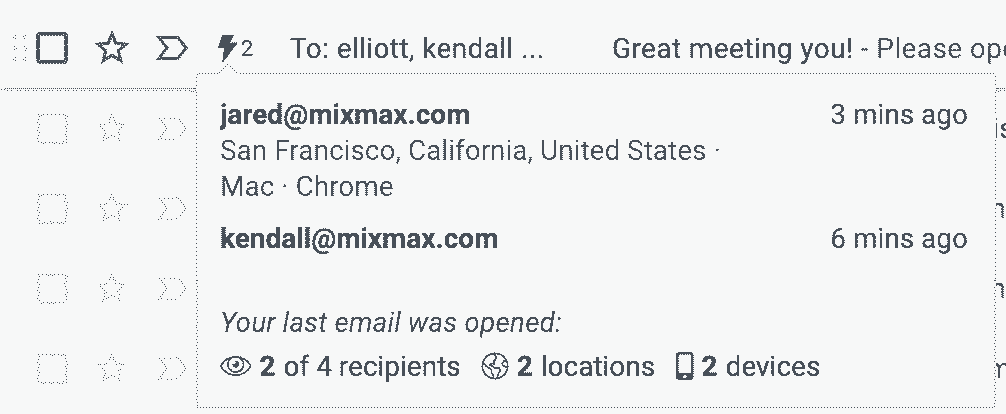 2 To: elliott, kendall ... Great meeting you! - Please
jared@mixmax.com 3 mins ago
San Francisco, California, United States ·
Mac · Chrome
kendall@mixmax.com 6 mins ago
Your last email was opened:
2 of 4 recipients 2 locations 2 devices